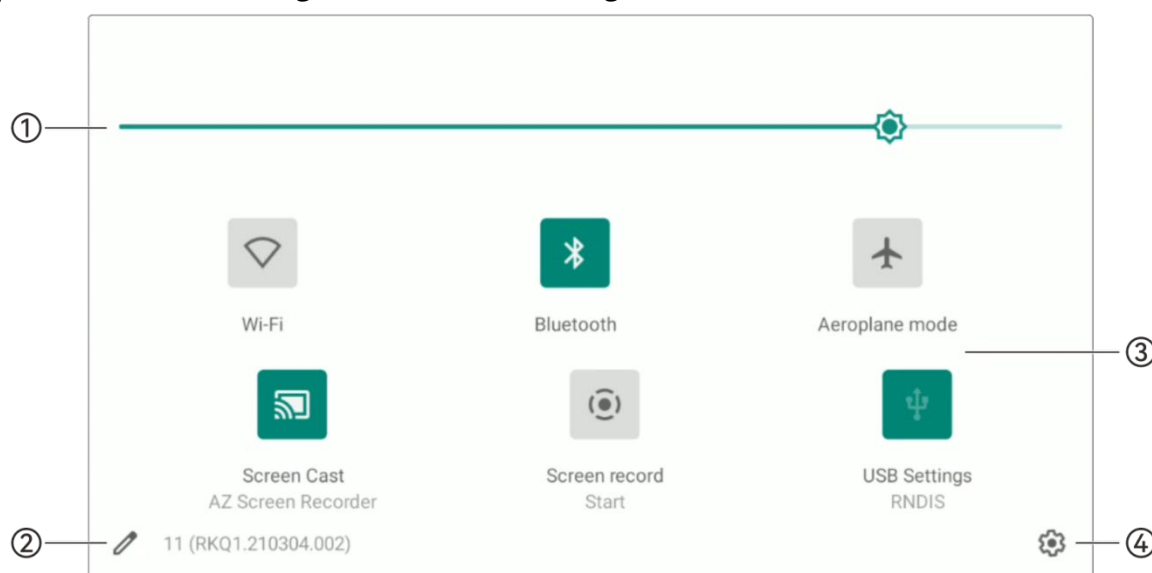 ①
Wi-Fi Bluetooth Aeroplane mode
③
Screen Cast Screen record USB Settings
AZ Screen Recorder Start RNDIS
② 11 (RKQ1.210304.002) ④